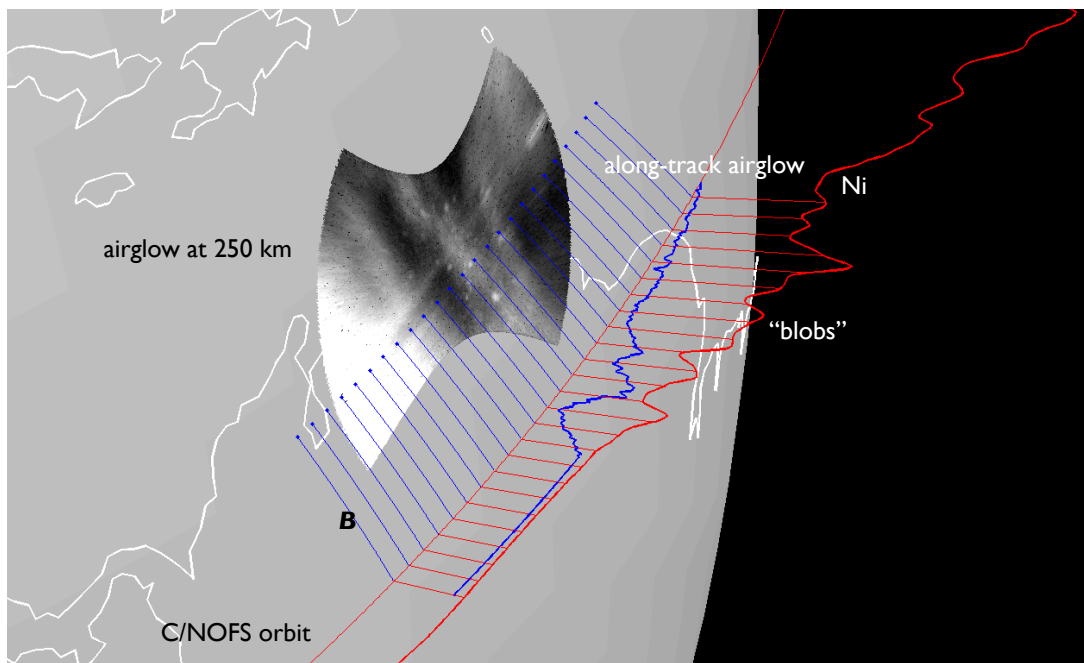 along-track airglow
Ni
airglow at 250 km
“blobs”
B
C/NOFS orbit